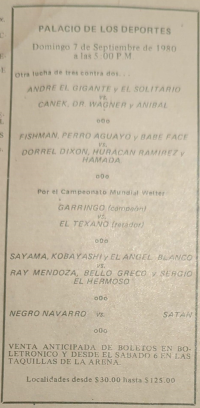 PALACIO DE LOS DEPORTES
Domingo 7 de Septiembre de 1980
a las 5:00 P.M.
Otra lucha de tres contra dos...
ANDRE EL GIGANTE y EL SOLITARIO
vs.
CANEK, DR. WAGNER y ANIBAL
oOo
FISHMAN, PERRO AGUAYO y BABE FACE
vs.
DORREL DIXON, HURACAN RAMIREZ y
HAMADA
oOo
Por el Campeonato Mundial Welter
GARRINGO (campeón)
vs.
EL TEXANO (retador)
oOo
SAYAMA, KOBAYASHI y EL ANGEL BLANCO
vs.
RAY MENDOZA, BELLO GRECO y SERGIO
EL HERMOSO
oOo
NEGRO NAVARRO vs. SATAN
oOo
VENTA ANTICIPADA DE BOLETOS EN BO-
LETRONICO Y DESDE EL SABADO 6 EN LAS
TAQUILLAS DE LA ARENA.
Localidades desde $30.00 hasta $125.00